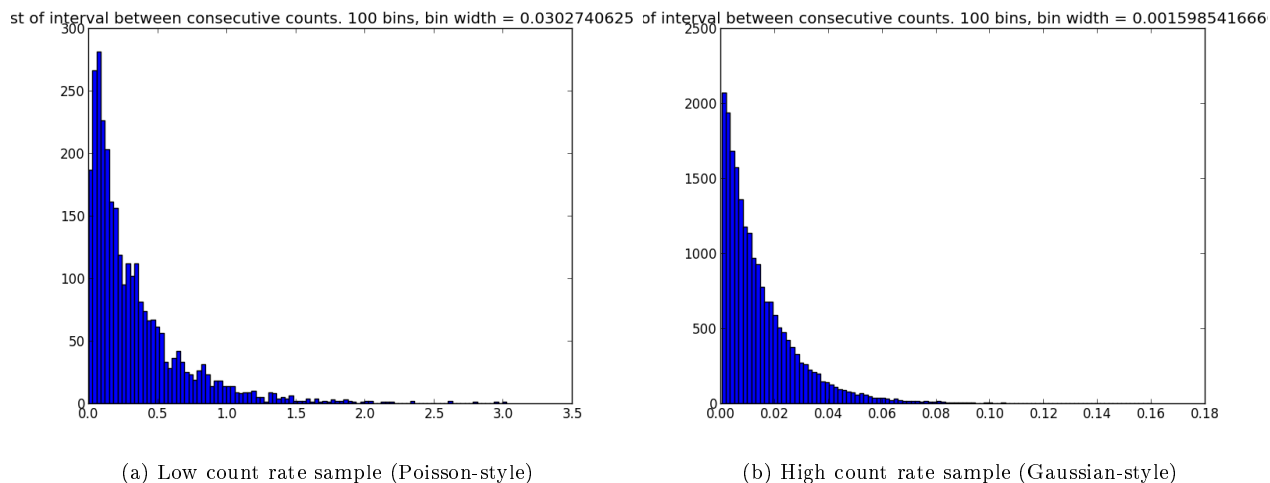 st of interval between consecutive counts. 100 bins, bin width = 0.0302740625
300
250
200
150
100
50
0
0.0 0.5 1.0 1.5 2.0 2.5 3.0 3.5
(a) Low count rate sample (Poisson-style)
of interval between consecutive counts. 100 bins, bin width = 0.0015985416666
2500
2000
1500
1000
500
0
0.00 0.02 0.04 0.06 0.08 0.10 0.12 0.14 0.16 0.18
(b) High count rate sample (Gaussian-style)